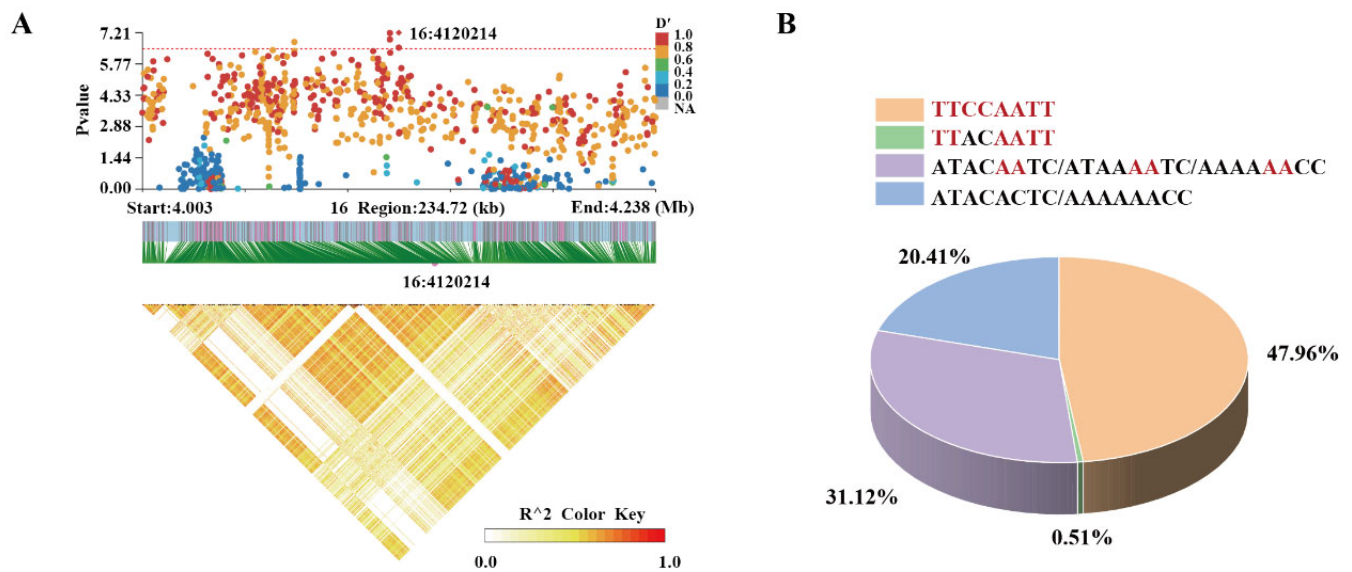 A
7.21
5.77
4.33
2.88
1.44
0.00
Pvalue
16:4120214
D'
1.0
0.8
0.6
0.4
0.2
0.0
NA
Start:4.003 16 Region:234.72 (kb) End:4.238 (Mb)
16:4120214
R^2 Color Key
0.0 1.0
B
TTCCAATT
TTACAATT
ATACAATC/ATAAAATC/AAAAAACC
ATACACTC/AAAAAACC
20.41%
47.96%
31.12%
0.51%